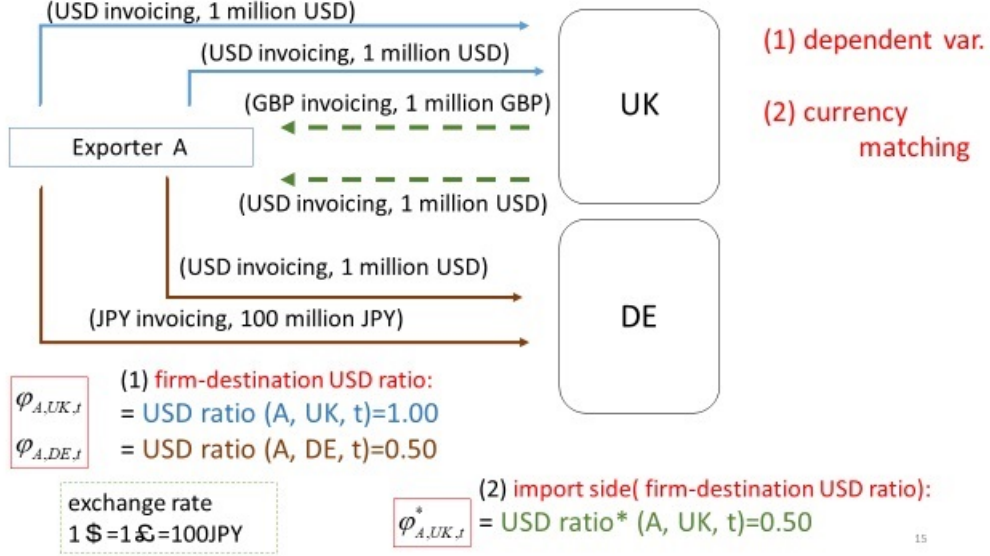 (USD invoicing, 1 million USD)
(USD invoicing, 1 million USD)
(GBP invoicing, 1 million GBP)
Exporter A
(USD invoicing, 1 million USD)
UK
(1) dependent var.
(2) currency
matching
(USD invoicing, 1 million USD)
(JPY invoicing, 100 million JPY)
DE
(1) firm-destination USD ratio:
φ_{A,UK,t} = USD ratio (A, UK, t)=1.00
φ_{A,DE,t} = USD ratio (A, DE, t)=0.50
exchange rate
1$=1£=100JPY
(2) import side( firm-destination USD ratio):
φ*_{A,UK,t} = USD ratio* (A, UK, t)=0.50
15